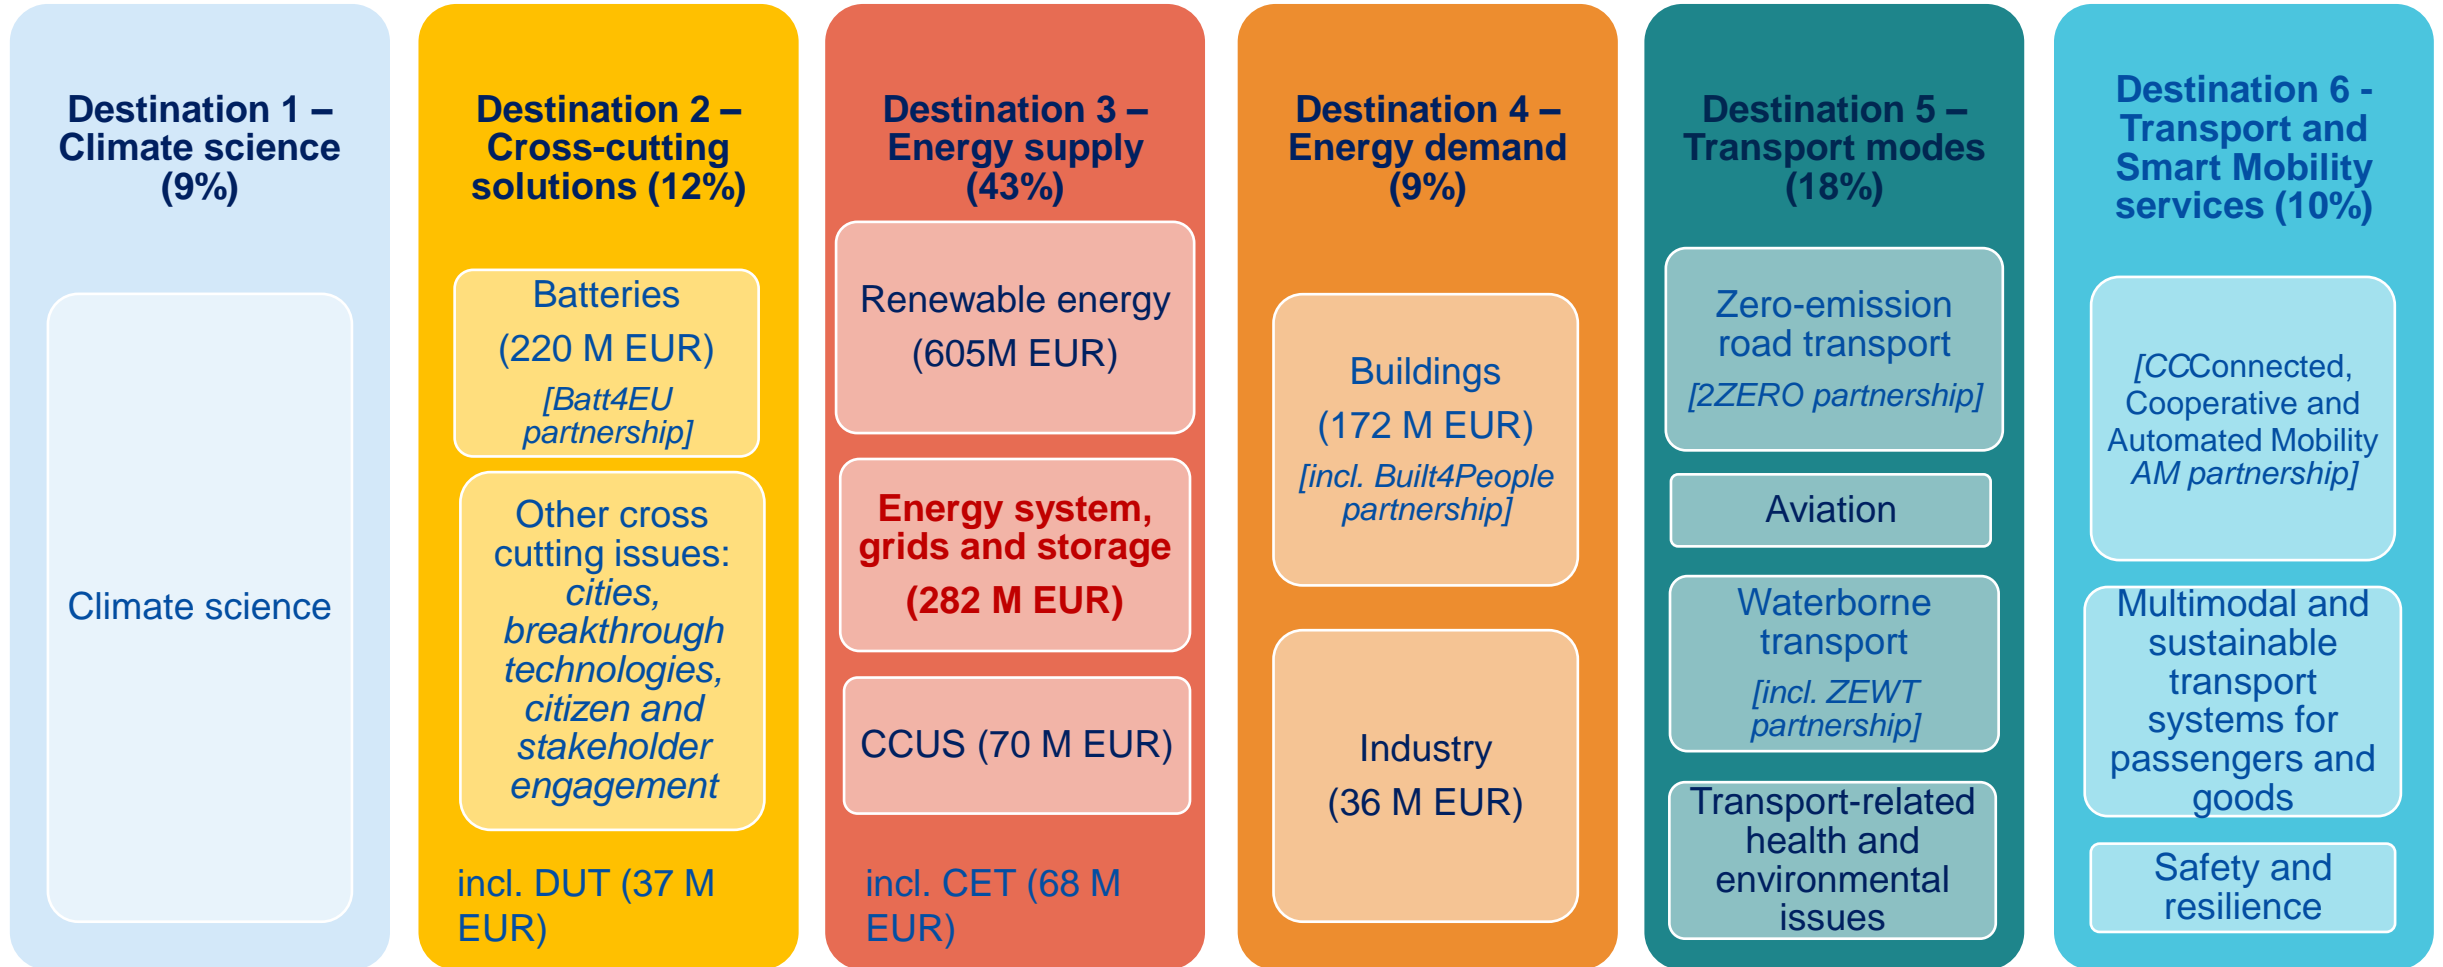 Destination 1 –
Climate science
(9%)
Climate science
Destination 2 –
Cross-cutting
solutions (12%)
Batteries
(220 M EUR)
[Batt4EU
partnership]
Other cross
cutting issues:
cities,
breakthrough
technologies,
citizen and
stakeholder
engagement
incl. DUT (37 M
EUR)
Destination 3 –
Energy supply
(43%)
Renewable energy
(605M EUR)
Energy system,
grids and storage
(282 M EUR)
CCUS (70 M EUR)
incl. CET (68 M
EUR)
Destination 4 –
Energy demand
(9%)
Buildings
(172 M EUR)
[incl. Built4People
partnership]
Industry
(36 M EUR)
Destination 5 –
Transport modes
(18%)
Zero-emission
road transport
[2ZERO partnership]
Aviation
Waterborne
transport
[incl. ZEWT
partnership]
Transport-related
health and
environmental
issues
Destination 6 -
Transport and
Smart Mobility
services (10%)
[CCConnected,
Cooperative and
Automated Mobility
AM partnership]
Multimodal and
sustainable
transport
systems for
passengers and
goods
Safety and
resilience